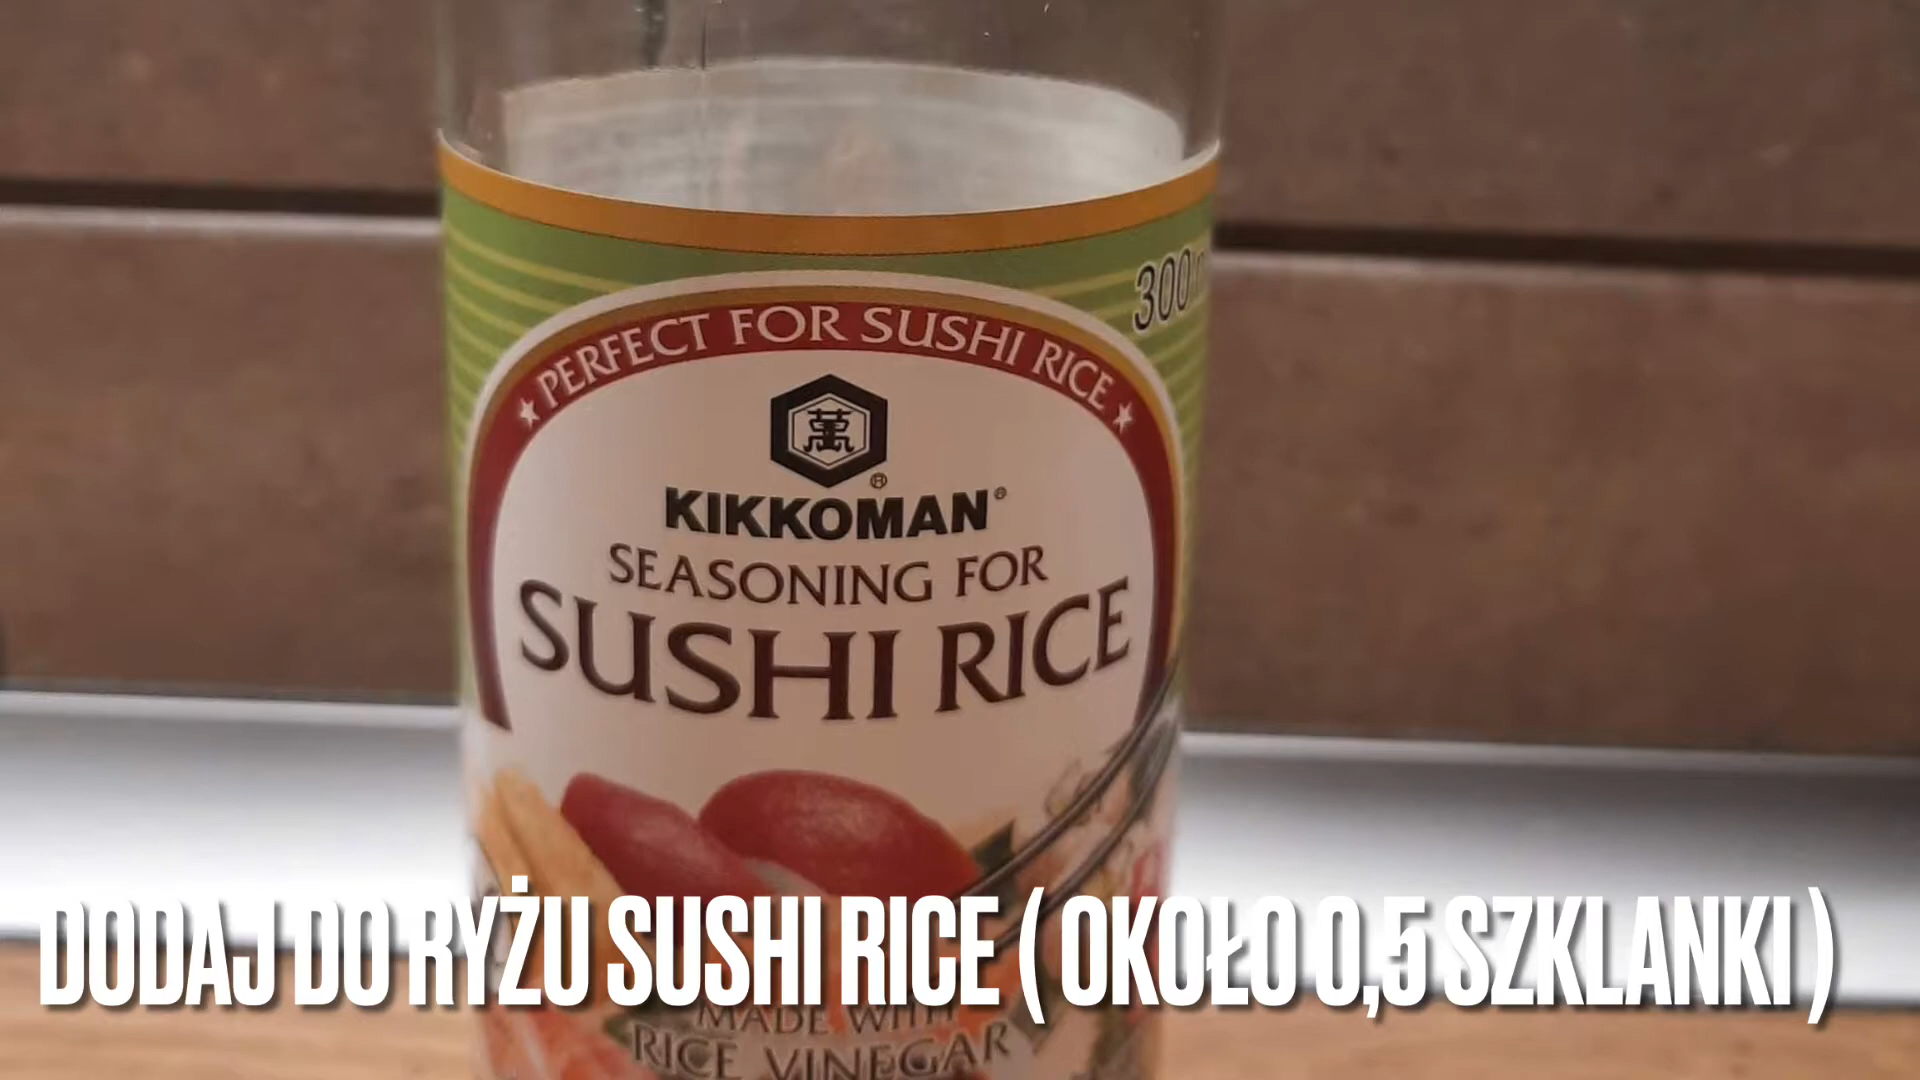 300
PERFECT FOR SUSHI RICE
萬
KIKKOMAN
SEASONING FOR
SUSHI RICE
DODAJ DO RYŻU SUSHI RICE ( OKOŁO 0,5 SZKLANKI )
MADE WITH
RICE VINEGAR